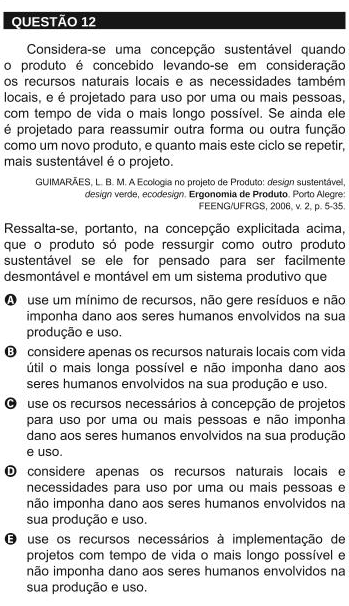 QUESTÃO 12
Considera-se uma concepção sustentável quando
o produto é concebido levando-se em consideração
os recursos naturais locais e as necessidades também
locais, e é projetado para uso por uma ou mais pessoas,
com tempo de vida o mais longo possível. Se ainda ele
é projetado para reassumir outra forma ou outra função
como um novo produto, e quanto mais este ciclo se repetir,
mais sustentável é o projeto.
GUIMARÃES, L. B. M. A Ecologia no projeto de Produto: design sustentável,
design verde, ecodesign. Ergonomia de Produto. Porto Alegre:
FEENG/UFRGS, 2006, v. 2, p. 5-35.
Ressalta-se, portanto, na concepção explicitada acima,
que o produto só pode ressurgir como outro produto
sustentável se ele for pensado para ser facilmente
desmontável e montável em um sistema produtivo que
A use um mínimo de recursos, não gere resíduos e não
imponha dano aos seres humanos envolvidos na sua
produção e uso.
B considere apenas os recursos naturais locais com vida
útil o mais longa possível e não imponha dano aos
seres humanos envolvidos na sua produção e uso.
C use os recursos necessários à concepção de projetos
para uso por uma ou mais pessoas e não imponha
dano aos seres humanos envolvidos na sua produção
e uso.
D considere apenas os recursos naturais locais e
necessidades para uso por uma ou mais pessoas e
não imponha dano aos seres humanos envolvidos na
sua produção e uso.
E use os recursos necessários à implementação de
projetos com tempo de vida o mais longo possível e
não imponha dano aos seres humanos envolvidos na
sua produção e uso.